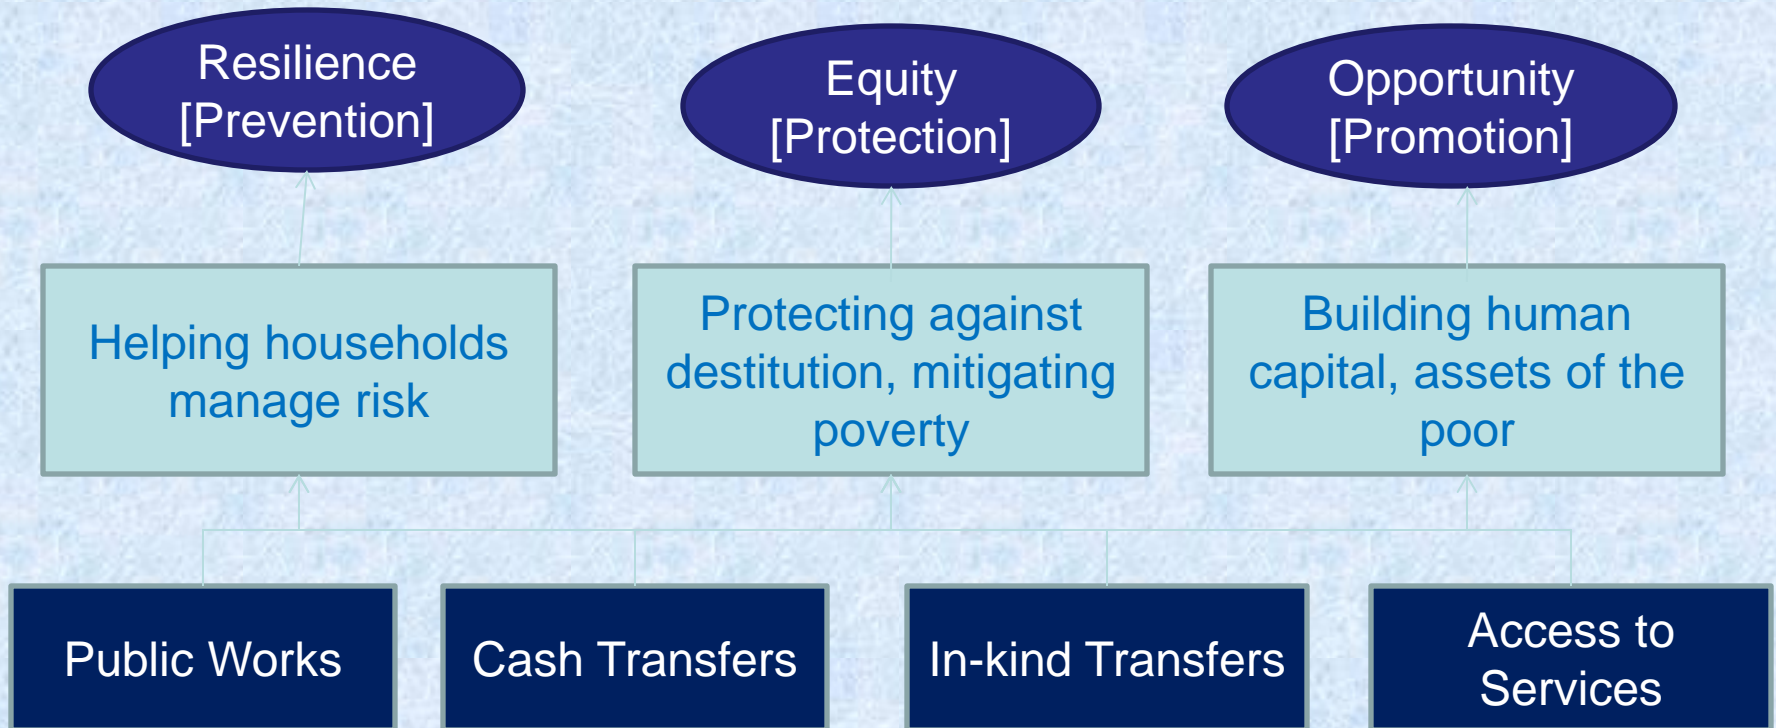 Resilience
[Prevention]
Equity
[Protection]
Opportunity
[Promotion]
Helping households
manage risk
Protecting against
destitution, mitigating
poverty
Building human
capital, assets of the
poor
Public Works
Cash Transfers
In-kind Transfers
Access to
Services